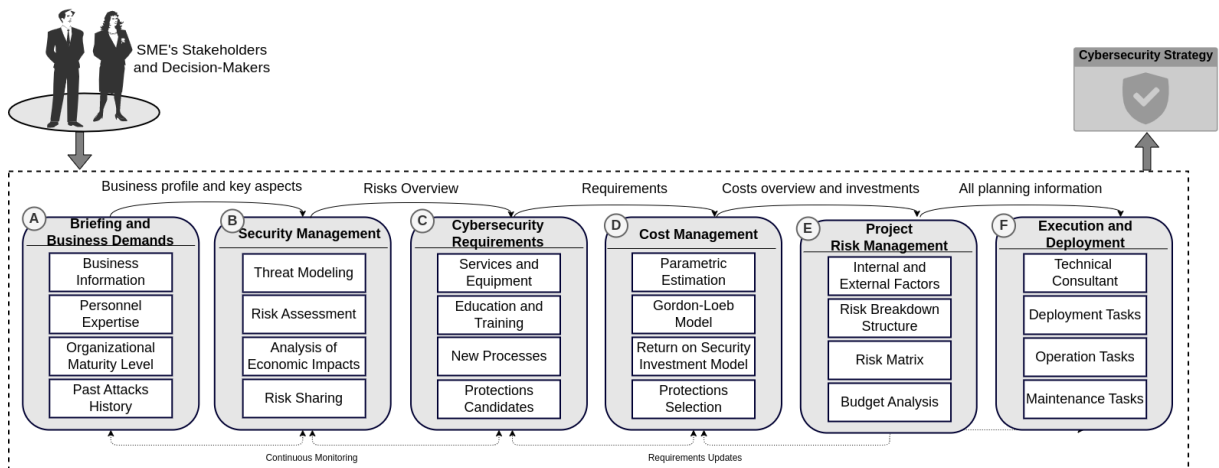 SME's Stakeholders
and Decision-Makers
Cybersecurity Strategy
Business profile and key aspects
Risks Overview
Requirements
Costs overview and investments
All planning information
A
Briefing and
Business Demands
Business
Information
Personnel
Expertise
Organizational
Maturity Level
Past Attacks
History
B
Security Management
Threat Modeling
Risk Assessment
Analysis of
Economic Impacts
Risk Sharing
C
Cybersecurity
Requirements
Services and
Equipment
Education and
Training
New Processes
Protections
Candidates
D
Cost Management
Parametric
Estimation
Gordon-Loeb
Model
Return on Security
Investment Model
Protections
Selection
E
Project
Risk Management
Internal and
External Factors
Risk Breakdown
Structure
Risk Matrix
Budget Analysis
F
Execution and
Deployment
Technical
Consultant
Deployment Tasks
Operation Tasks
Maintenance Tasks
Continuous Monitoring
Requirements Updates